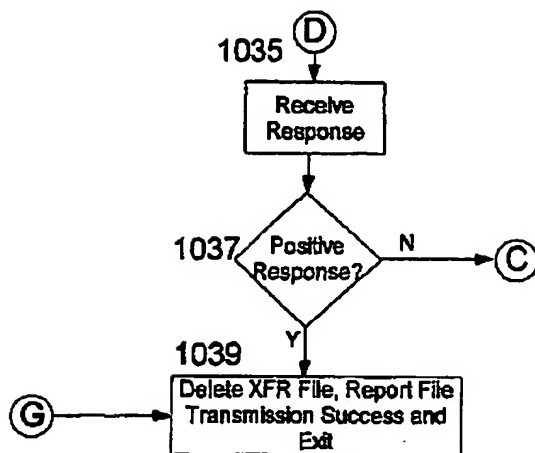 D
1035
Receive
Response
1037
Positive
Response?
N
C
Y
1039
Delete XFR File, Report File
Transmission Success and
Exit
G